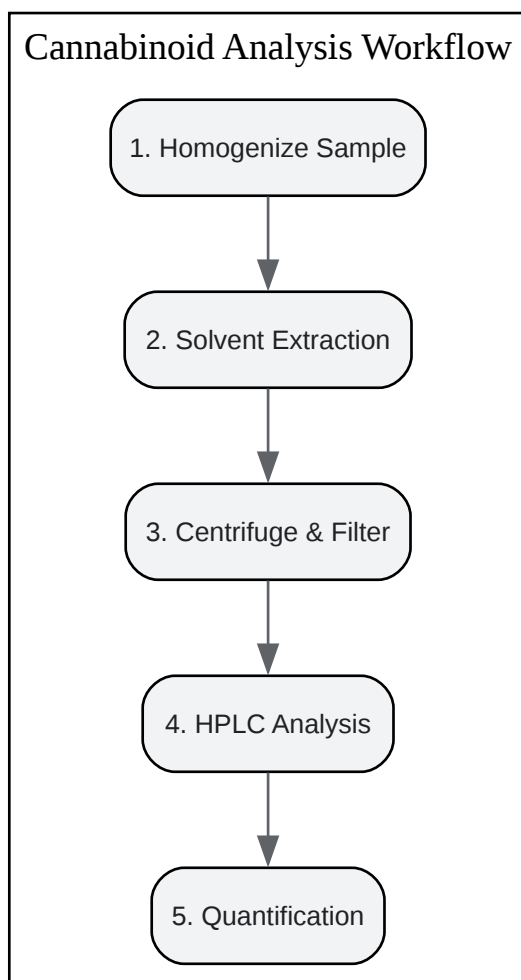 Cannabinoid Analysis Workflow
1. Homogenize Sample
2. Solvent Extraction
3. Centrifuge & Filter
4. HPLC Analysis
5. Quantification